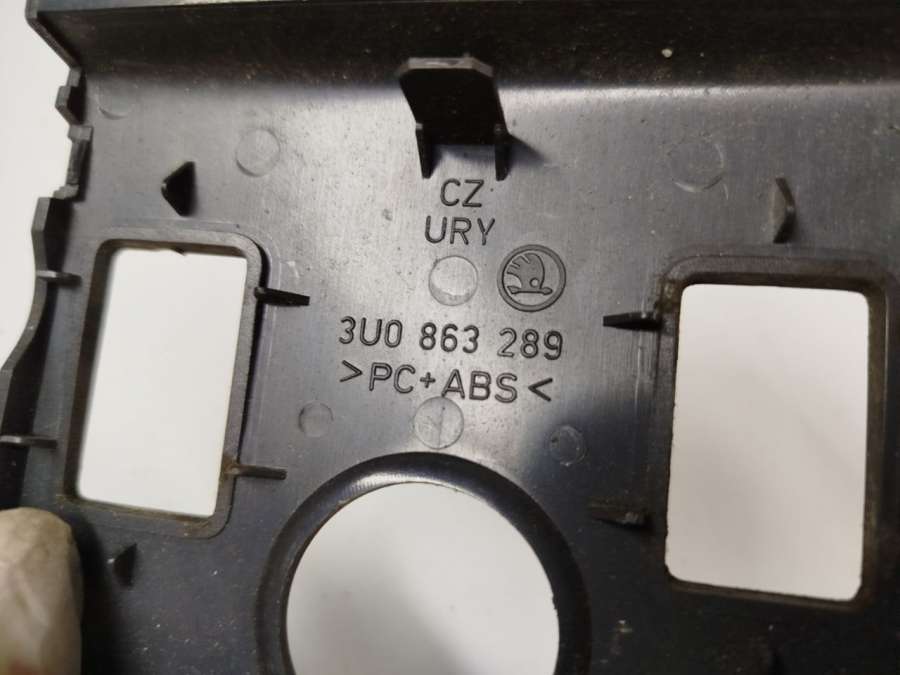 CZ
URY
3U0 863 289
>PC+ABS<